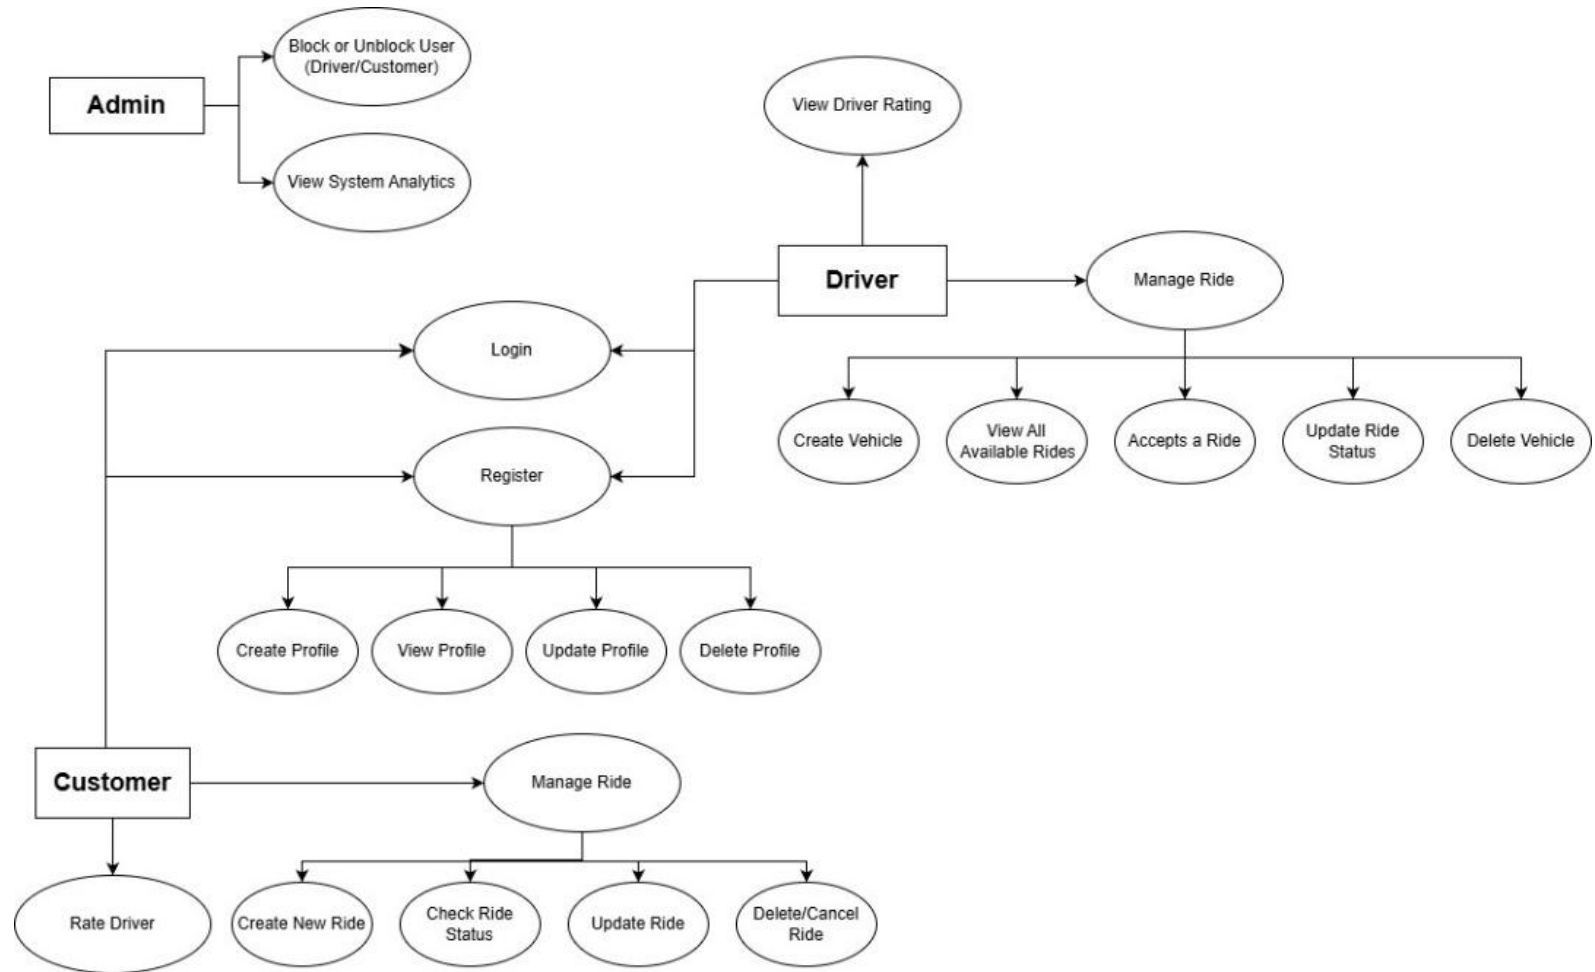 Block or Unblock User
(Driver/Customer)
Admin
View System Analytics
View Driver Rating
Driver
Manage Ride
Login
Create Vehicle
View All
Available Rides
Accepts a Ride
Update Ride
Status
Delete Vehicle
Register
Create Profile
View Profile
Update Profile
Delete Profile
Customer
Manage Ride
Rate Driver
Create New Ride
Check Ride
Status
Update Ride
Delete/Cancel
Ride